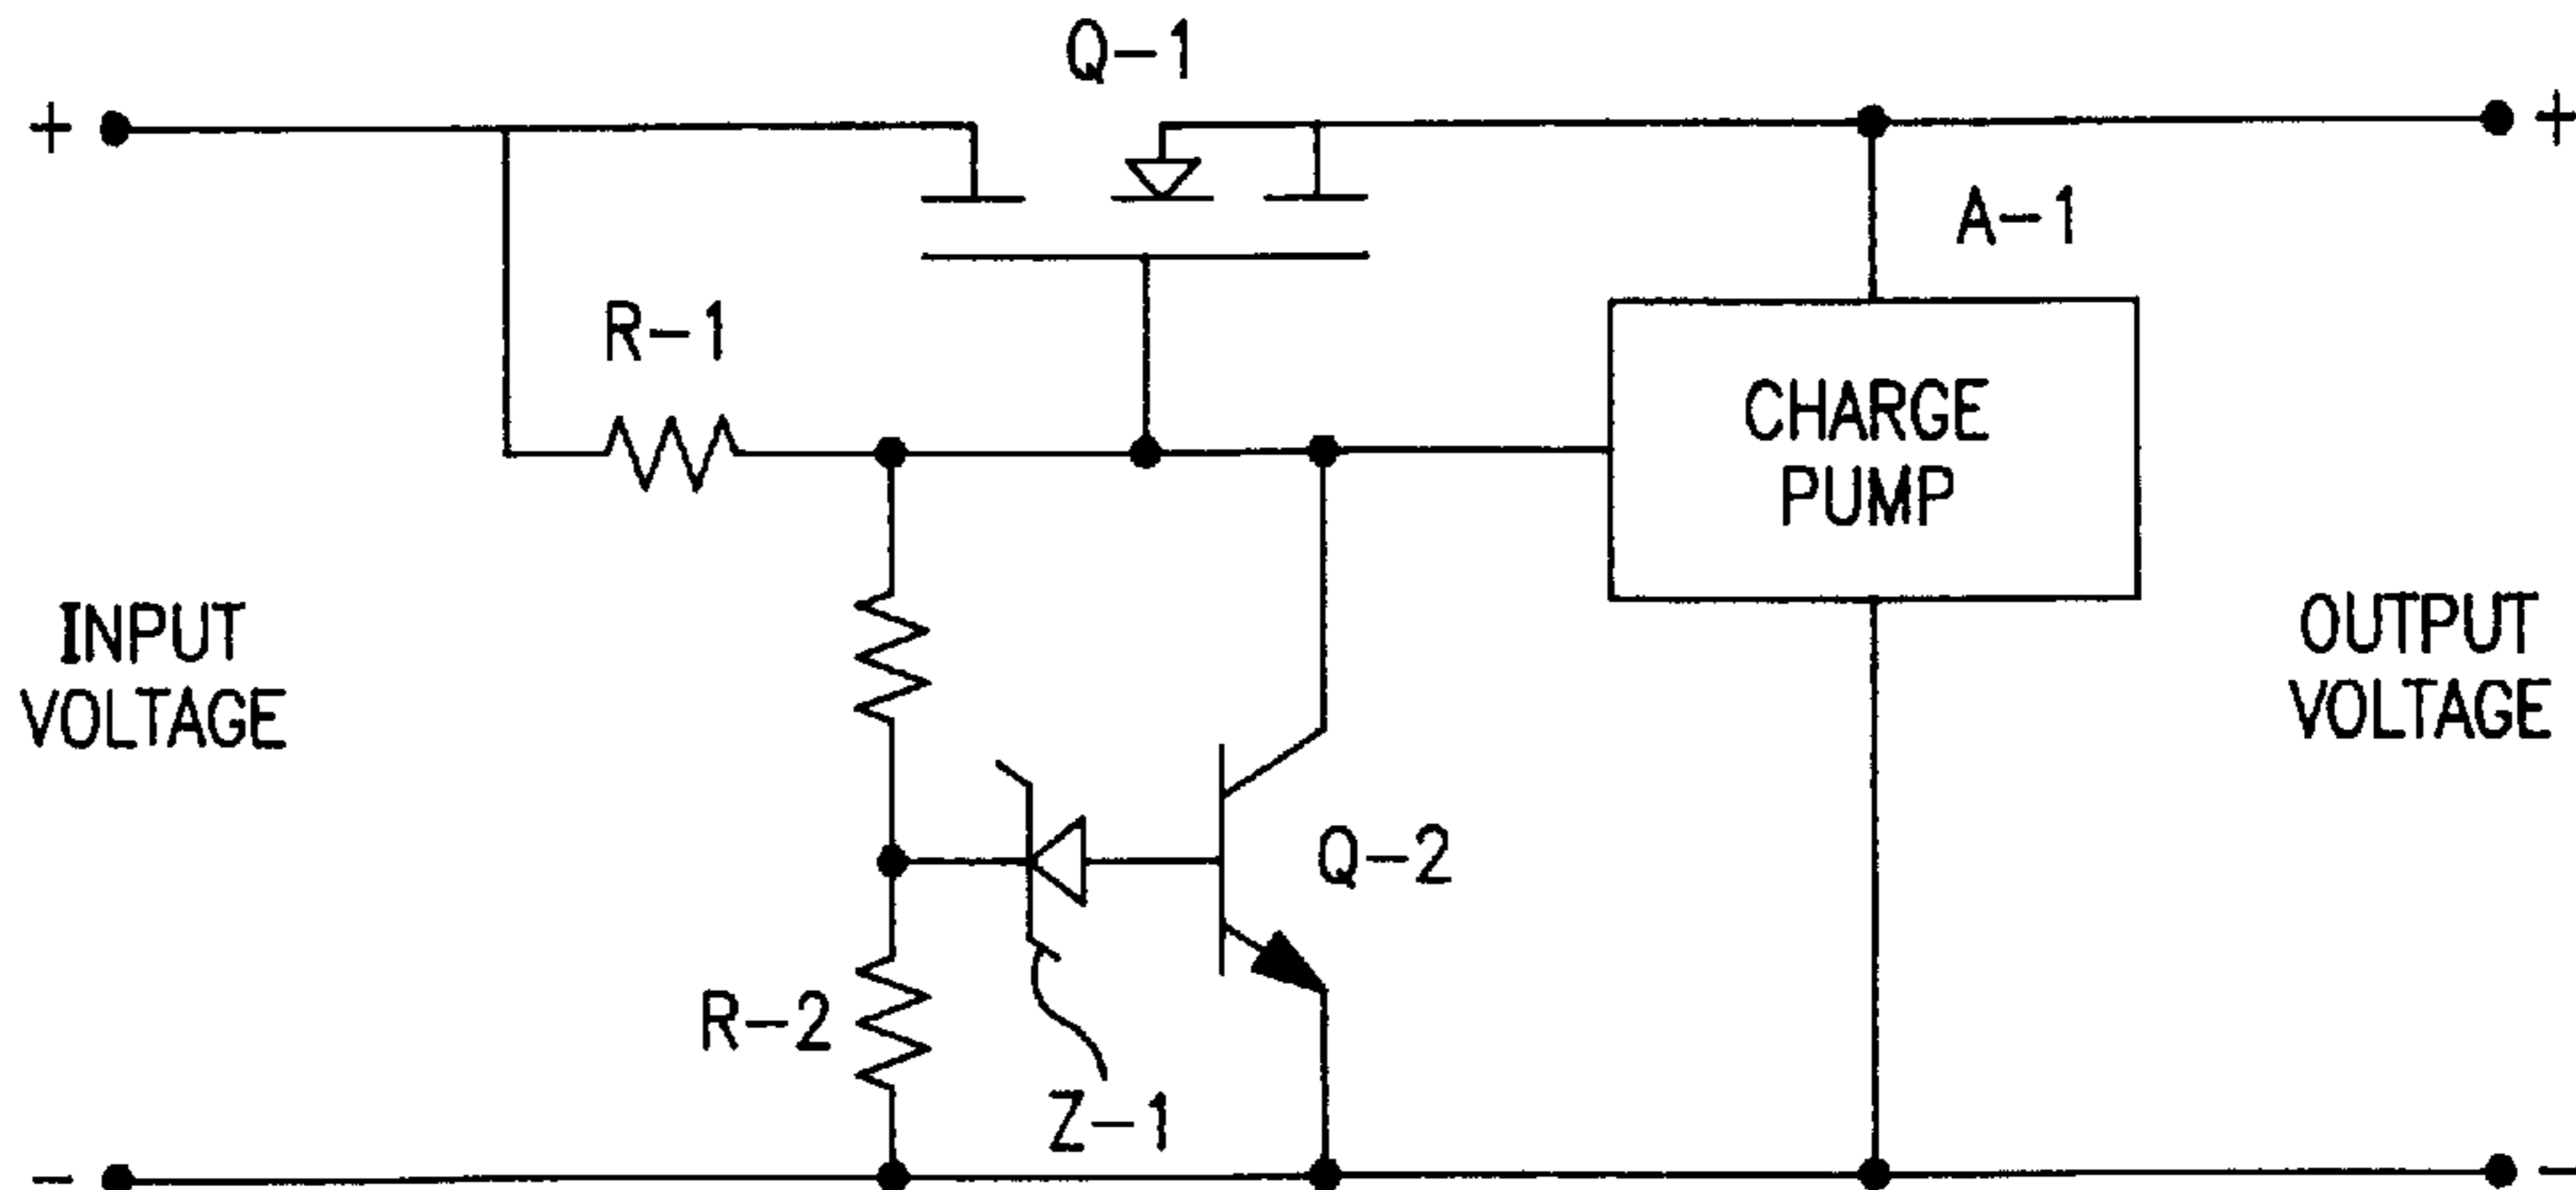 Q-1
+
+
A-1
R-1
CHARGE
PUMP
INPUT
VOLTAGE
OUTPUT
VOLTAGE
Q-2
R-2
Z-1
-
-